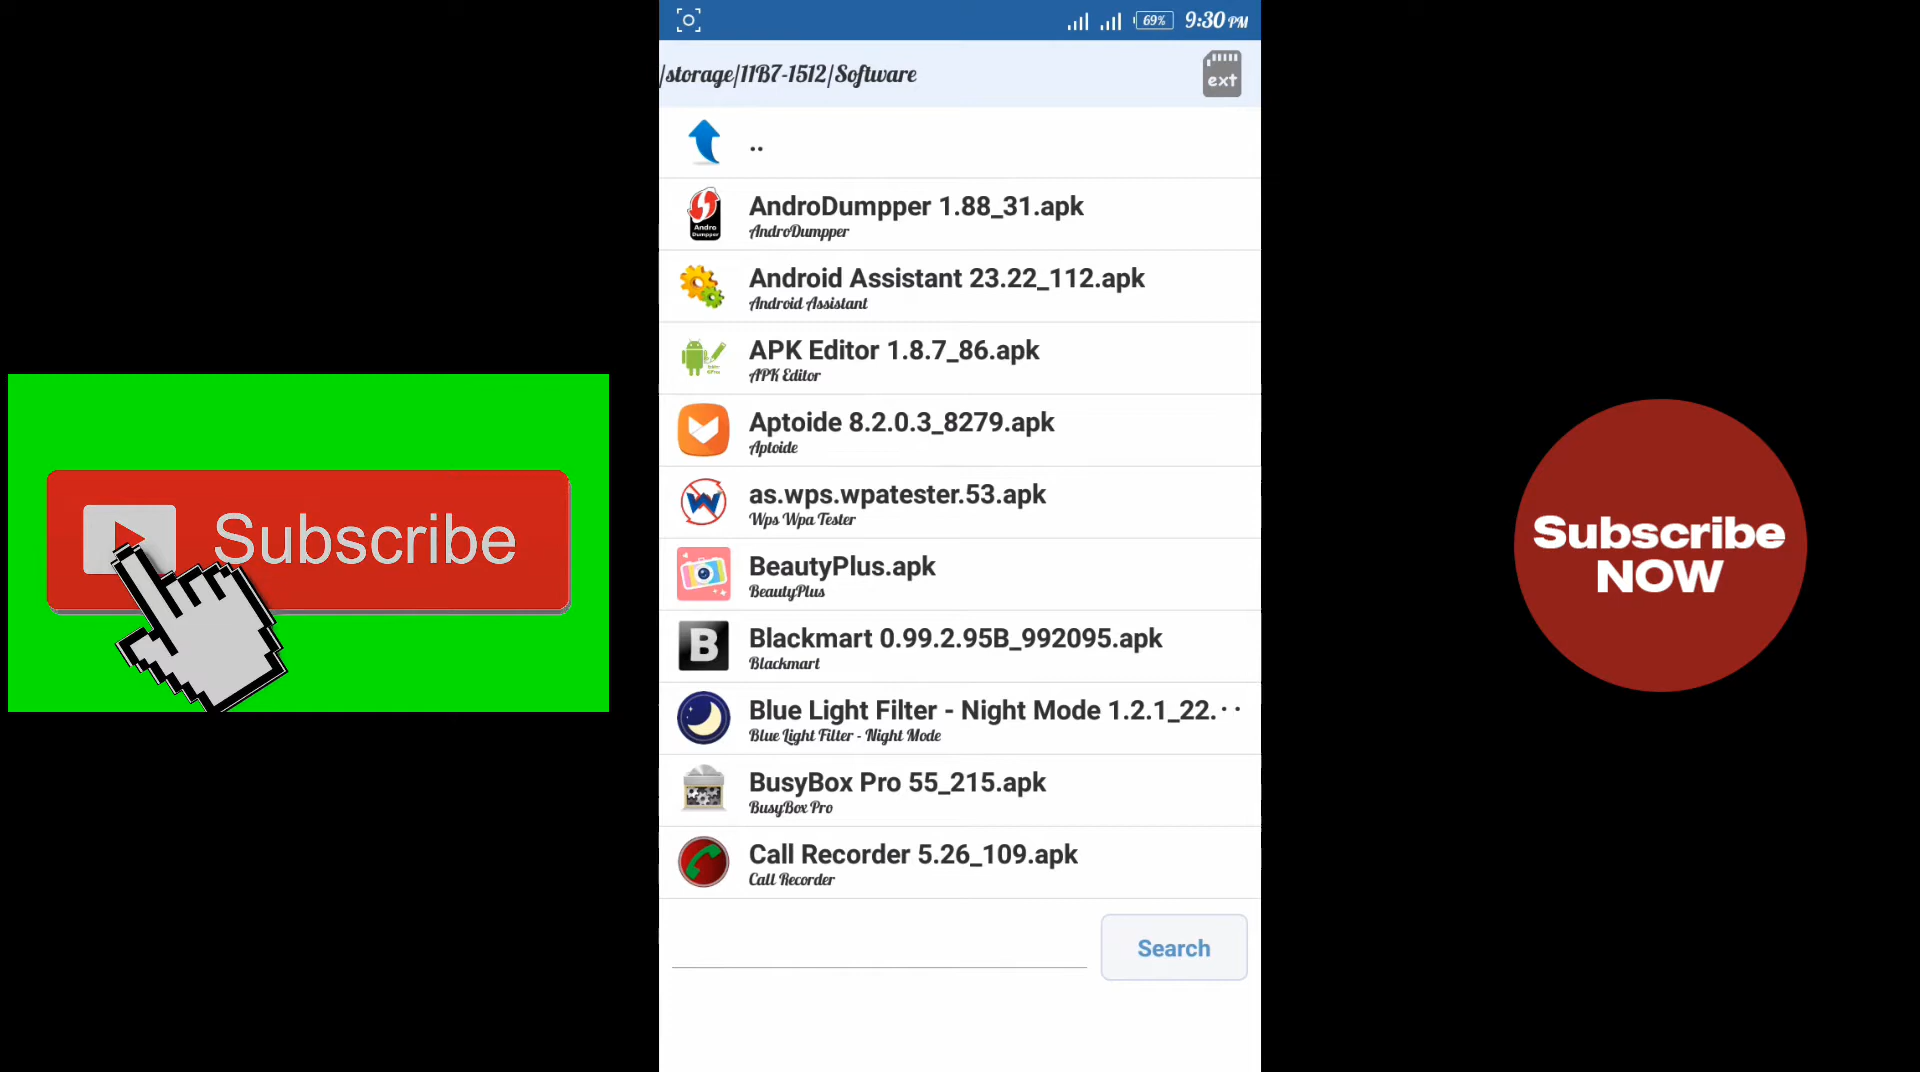 69% 9:30 PM
/storage/11B7-1512/Software
ext
..
AndroDumpper 1.88_31.apk
AndroDumpper
Andro
Dumpper
Android Assistant 23.22_112.apk
Android Assistant
APK Editor 1.8.7_86.apk
APK Editor
Aptoide 8.2.0.3_8279.apk
Aptoide
as.wps.wpatester.53.apk
Wps Wpa Tester
W
BeautyPlus.apk
BeautyPlus
B
Blackmart 0.99.2.95B_992095.apk
Blackmart
Blue Light Filter - Night Mode 1.2.1_22...
Blue Light Filter - Night Mode
BusyBox Pro 55_215.apk
BusyBox Pro
Call Recorder 5.26_109.apk
Call Recorder
Search
Subscribe
Subscribe
NOW